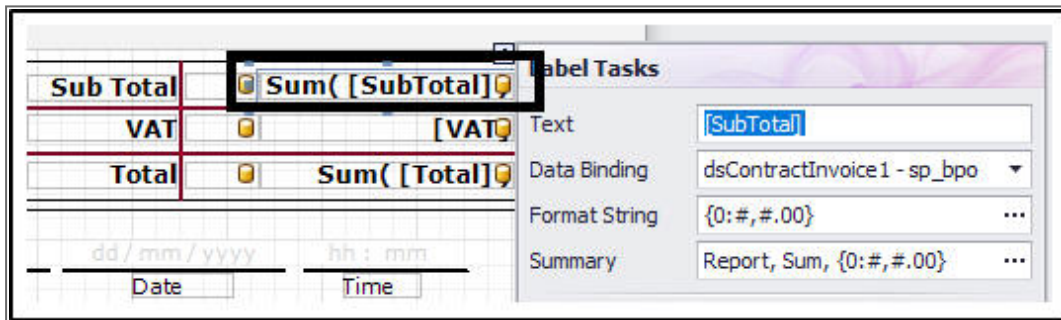 Label Tasks
Sub Total Sum( [SubTotal]
Text [SubTotal]
VAT [VAT
Data Binding dsContractInvoice1 - sp_bpo
Total Sum( [Total]
Format String {0:#,#.00} ...
dd / mm / yyyy hh : mm
Summary Report, Sum, {0:#,#.00} ...
Date Time